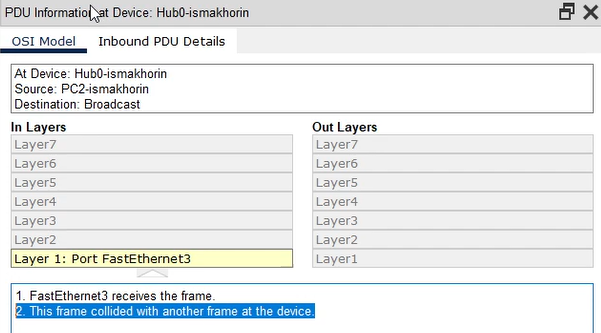 PDU Information at Device: Hub0-ismakhorin
OSI Model Inbound PDU Details
At Device: Hub0-ismakhorin
Source: PC2-ismakhorin
Destination: Broadcast
In Layers Out Layers
Layer7 Layer7
Layer6 Layer6
Layer5 Layer5
Layer4 Layer4
Layer3 Layer3
Layer2 Layer2
Layer 1: Port FastEthernet3 Layer1
1. FastEthernet3 receives the frame.
2. This frame collided with another frame at the device.